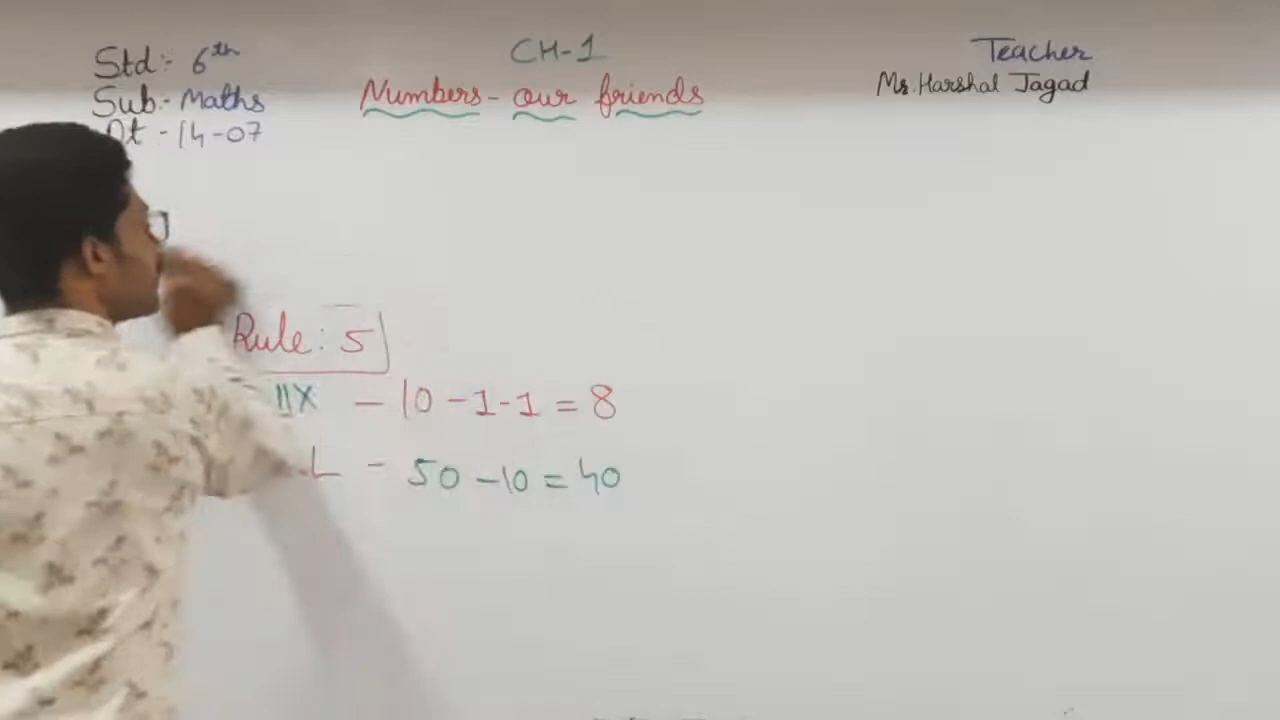 Std:- 6th
Sub:- Maths
Dt - 14-07
CH-1
Numbers - our friends
Teacher
Mr. Harshal Jagad
Rule: 5
IIX - 10 - 1 - 1 = 8
L - 50 - 10 = 40